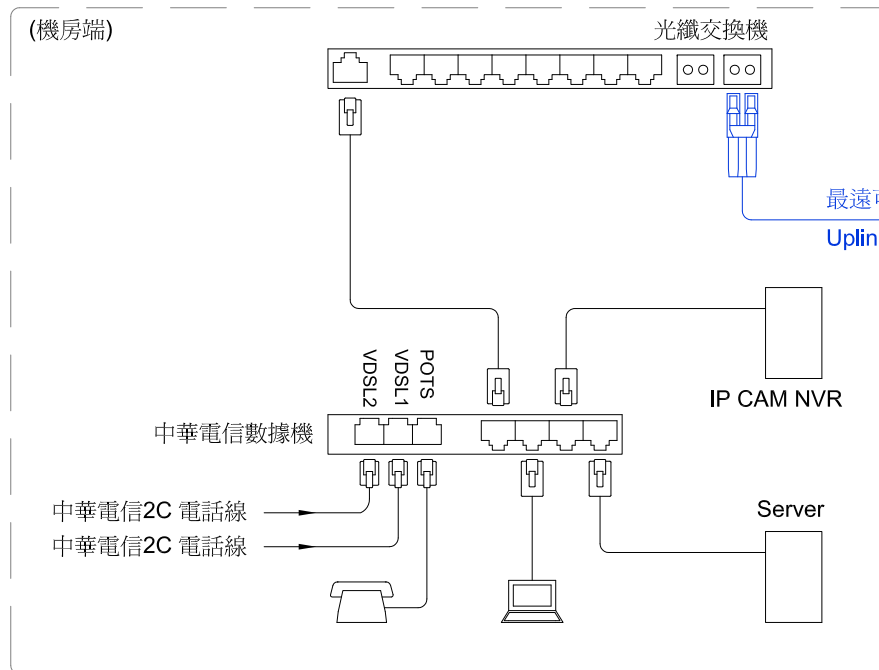 (機房端)
光纖交換機
最遠
Uplin
IP CAM NVR
VDSL2
VDSL1
POTS
中華電信數據機
中華電信2C 電話線
中華電信2C 電話線
Server